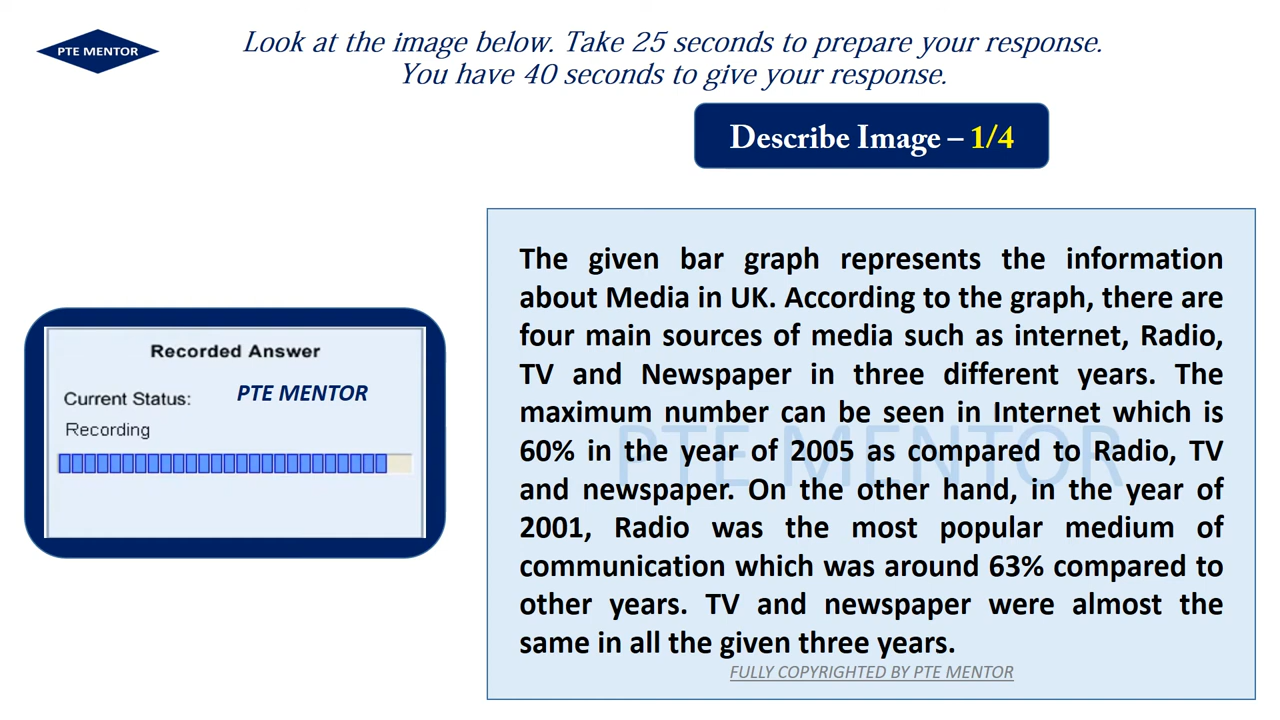 PTE MENTOR
Look at the image below. Take 25 seconds to prepare your response.
You have 40 seconds to give your response.
Describe Image – 1/4
The given bar graph represents the information
about Media in UK. According to the graph, there are
four main sources of media such as internet, Radio,
TV and Newspaper in three different years. The
maximum number can be seen in Internet which is
60% in the year of 2005 as compared to Radio, TV
and newspaper. On the other hand, in the year of
2001, Radio was the most popular medium of
communication which was around 63% compared to
other years. TV and newspaper were almost the
same in all the given three years.
PTE MENTOR
FULLY COPYRIGHTED BY PTE MENTOR
Recorded Answer
Current Status: PTE MENTOR
Recording